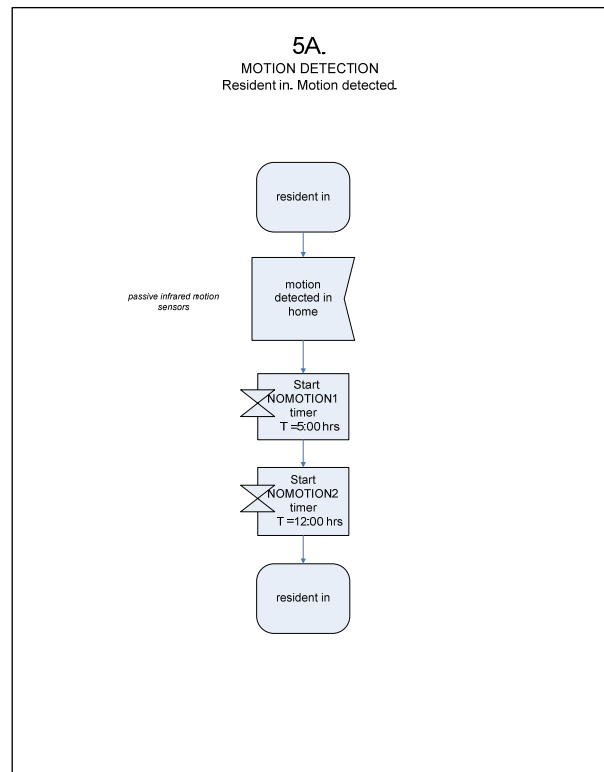 5A.
MOTION DETECTION
Resident in. Motion detected.
resident in
motion
detected in
home
passive infrared motion
sensors
Start
NOMOTION1
timer
T =5:00 hrs
Start
NOMOTION2
timer
T =12:00 hrs
resident in